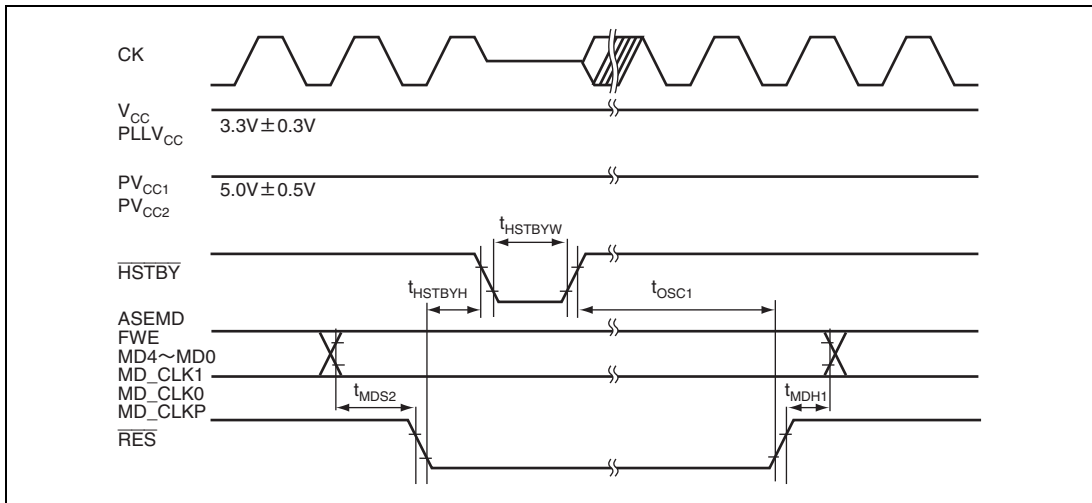 CK
VCC
PLLVCC
3.3V±0.3V
PVCC1
PVCC2
5.0V±0.5V
tHSTBYW
HSTBY
tHSTBYH
tOSC1
ASEMD
FWE
MD4～MD0
MD_CLK1
MD_CLK0
MD_CLKP
tMDS2
tMDH1
RES